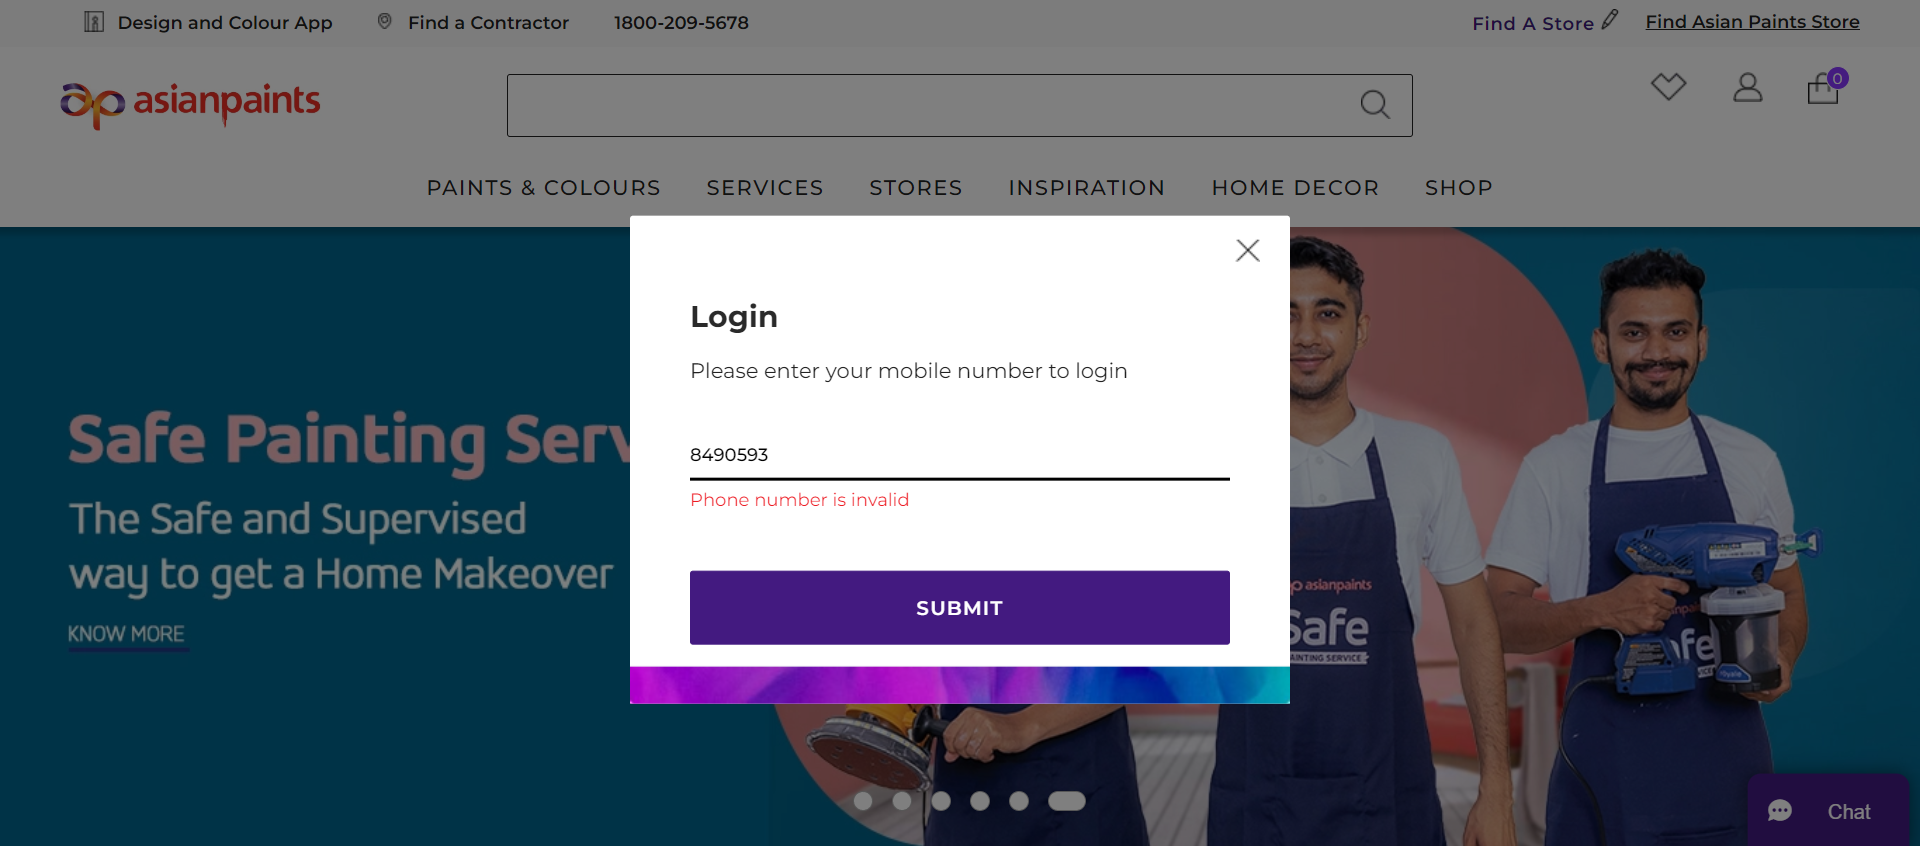 Design and Colour App
Find a Contractor
1800-209-5678
Find A Store
Find Asian Paints Store
asianpaints
0
PAINTS & COLOURS
SERVICES
STORES
INSPIRATION
HOME DECOR
SHOP
Login
Please enter your mobile number to login
8490593
Phone number is invalid
SUBMIT
Safe Painting Serv
The Safe and Supervised
way to get a Home Makeover
KNOW MORE
asianpaints
Safe
PAINTING SERVICE
Chat